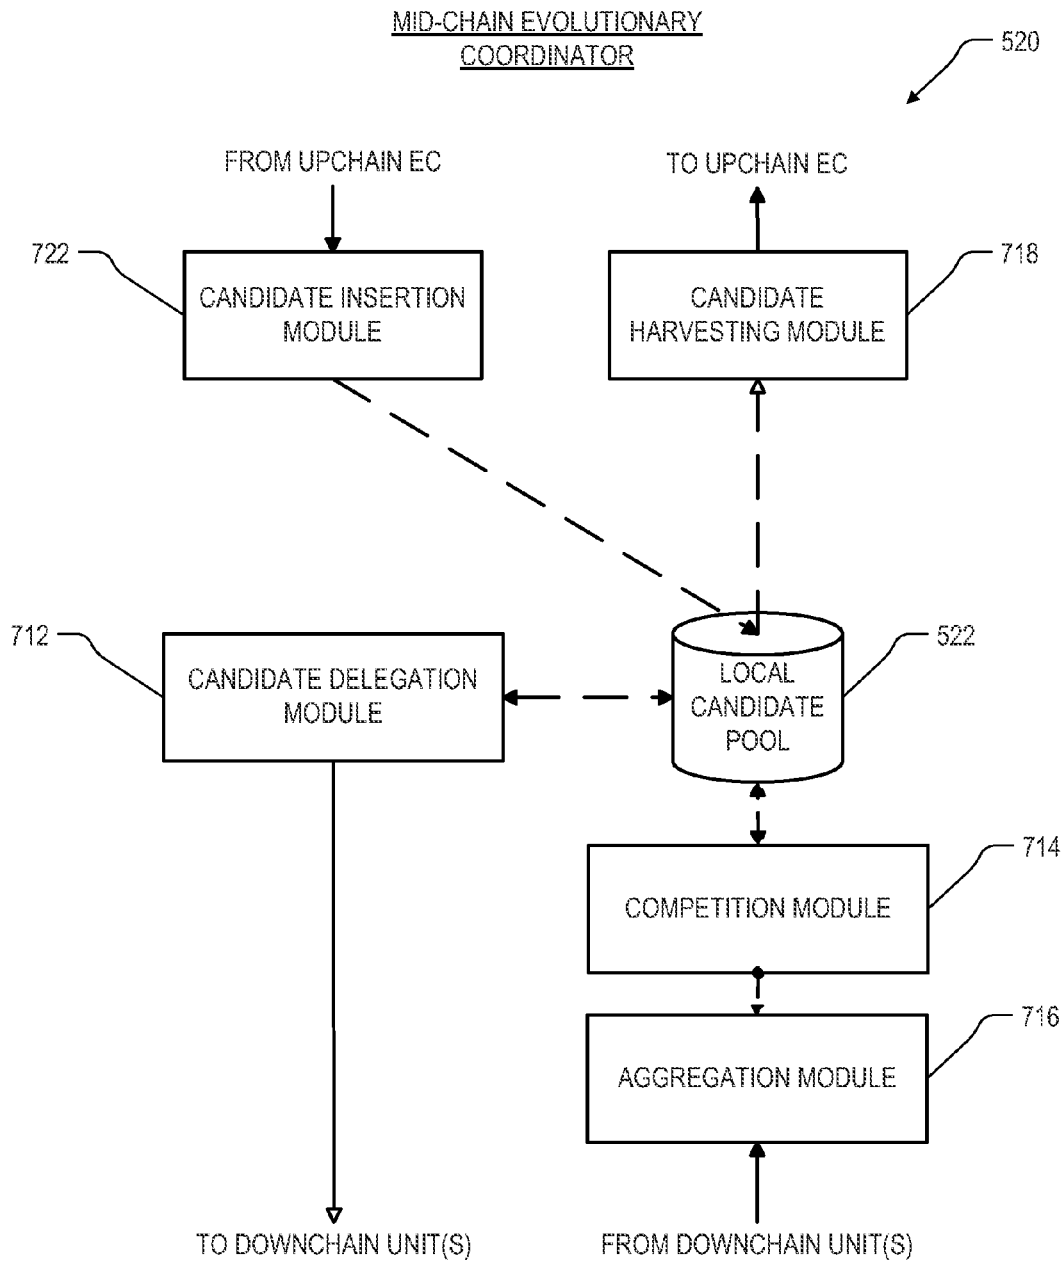 MID-CHAIN EVOLUTIONARY
COORDINATOR
520
FROM UPCHAIN EC
TO UPCHAIN EC
722
CANDIDATE INSERTION
MODULE
718
CANDIDATE
HARVESTING MODULE
712
CANDIDATE DELEGATION
MODULE
522
LOCAL
CANDIDATE
POOL
714
COMPETITION MODULE
716
AGGREGATION MODULE
TO DOWNCHAIN UNIT(S)
FROM DOWNCHAIN UNIT(S)